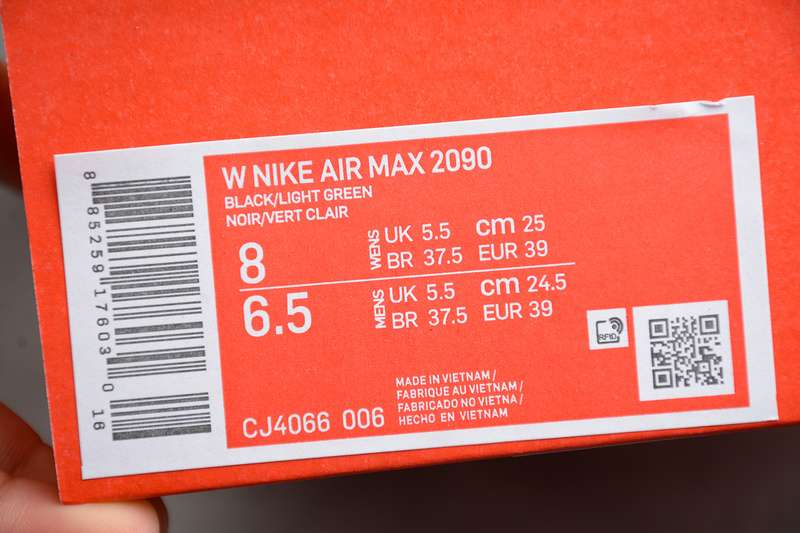 W NIKE AIR MAX 2090
BLACK/LIGHT GREEN
NOIR/VERT CLAIR
8
WENS
UK 5.5 cm 25
BR 37.5 EUR 39
6.5
MENS
UK 5.5 cm 24.5
BR 37.5 EUR 39
RFID
CJ4066 006
MADE IN VIETNAM/
FABRIQUE AU VIETNAM/
FABRICADO NO VIETNA/
HECHO EN VIETNAM
8 85259 17603 0 16